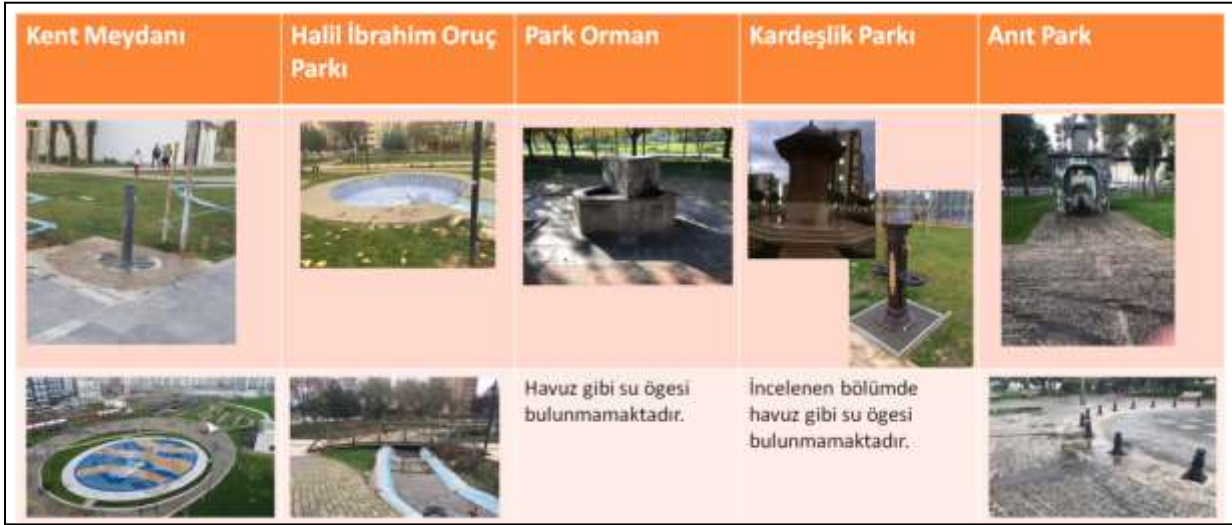 Kent Meydanı
Halil İbrahim Oruç
Parkı
Park Orman
Kardeşlik Parkı
Anıt Park
Havuz gibi su ögesi
bulunmamaktadır.
İncelenen bölümde
havuz gibi su ögesi
bulunmamaktadır.